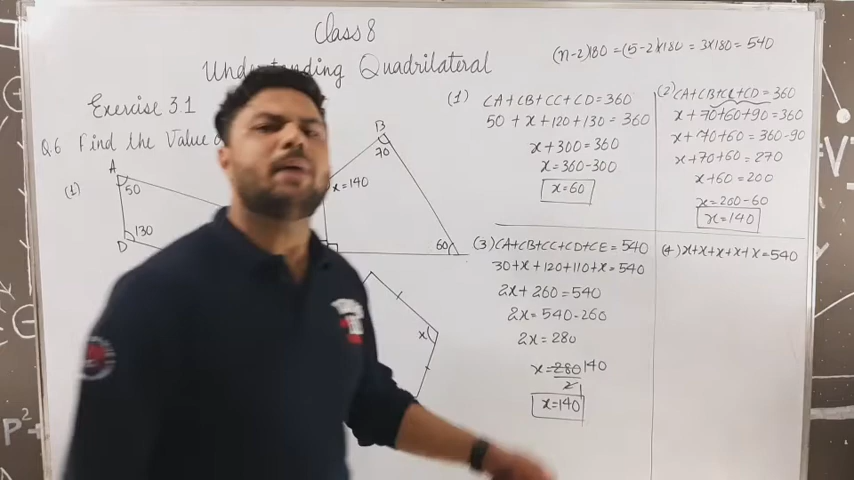 Class 8
Understanding Quadrilateral
(n-2)180 = (5-2)180 = 3×180 = 540
Exercise 3.1
Q6 Find the Value o
(1)
A
50
130
D
B
70
x=140
60
x
(1) ∠A+∠B+∠C+∠D=360
50 + x + 120 + 130 = 360
x+300 = 360
x=360-300
x=60
(2) ∠A+∠B+∠C+∠D = 360
x+70+60+90=360
x+70+60=360-90
x+70+60=270
x+60=200
x=200-60
x=140
(3) ∠A+∠B+∠C+∠D+∠E=540
30+x+120+110+x=540
2x+260=540
2x=540-260
2x=280
x=280 140
2
x=140
(4) x+x+x+x+x=540
P²